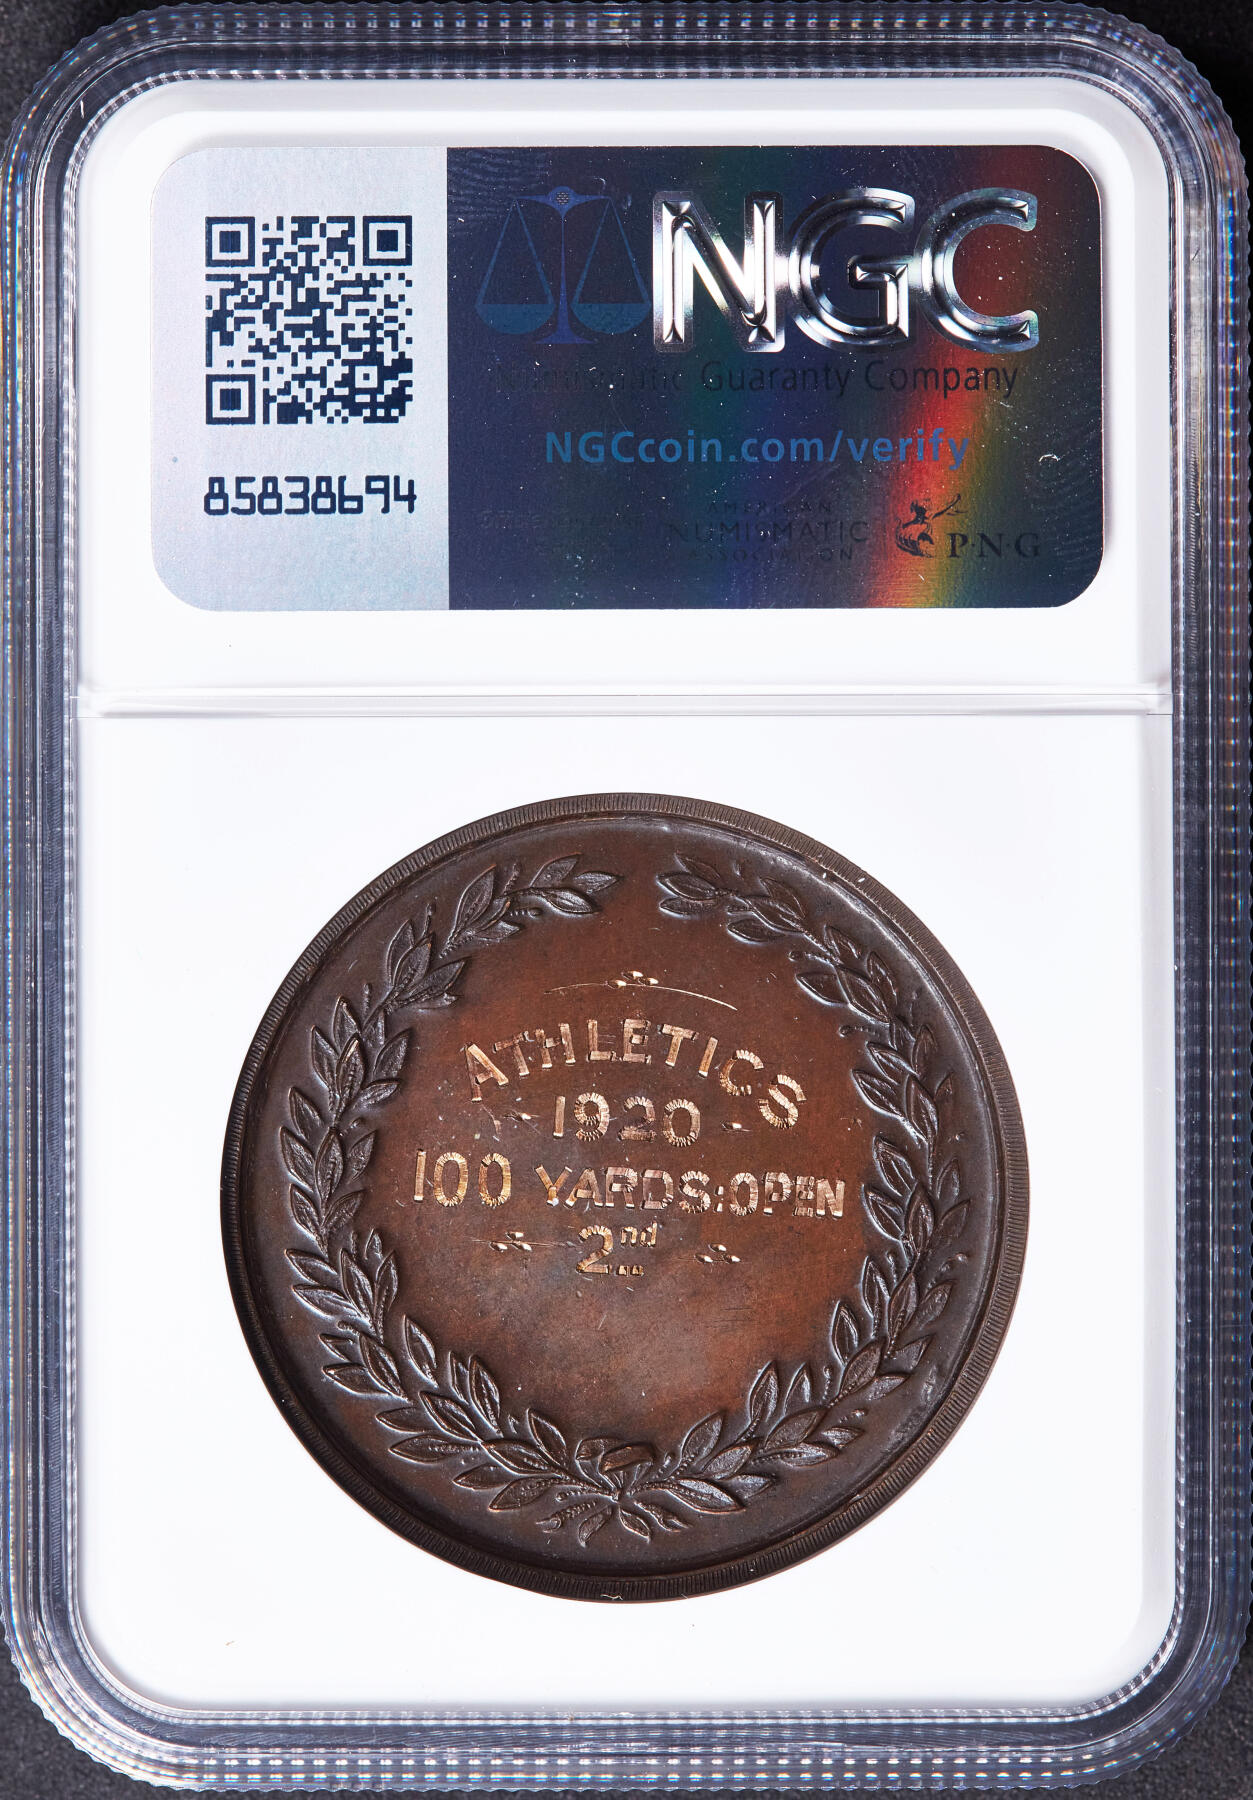 NGC
Numismatic Guaranty Company
NGCcoin.com/verify
AMERICAN
NUMISMATIC
ASSOCIATION
P·N·G
85838694
ATHLETICS
1920
100 YARDS:OPEN
2nd